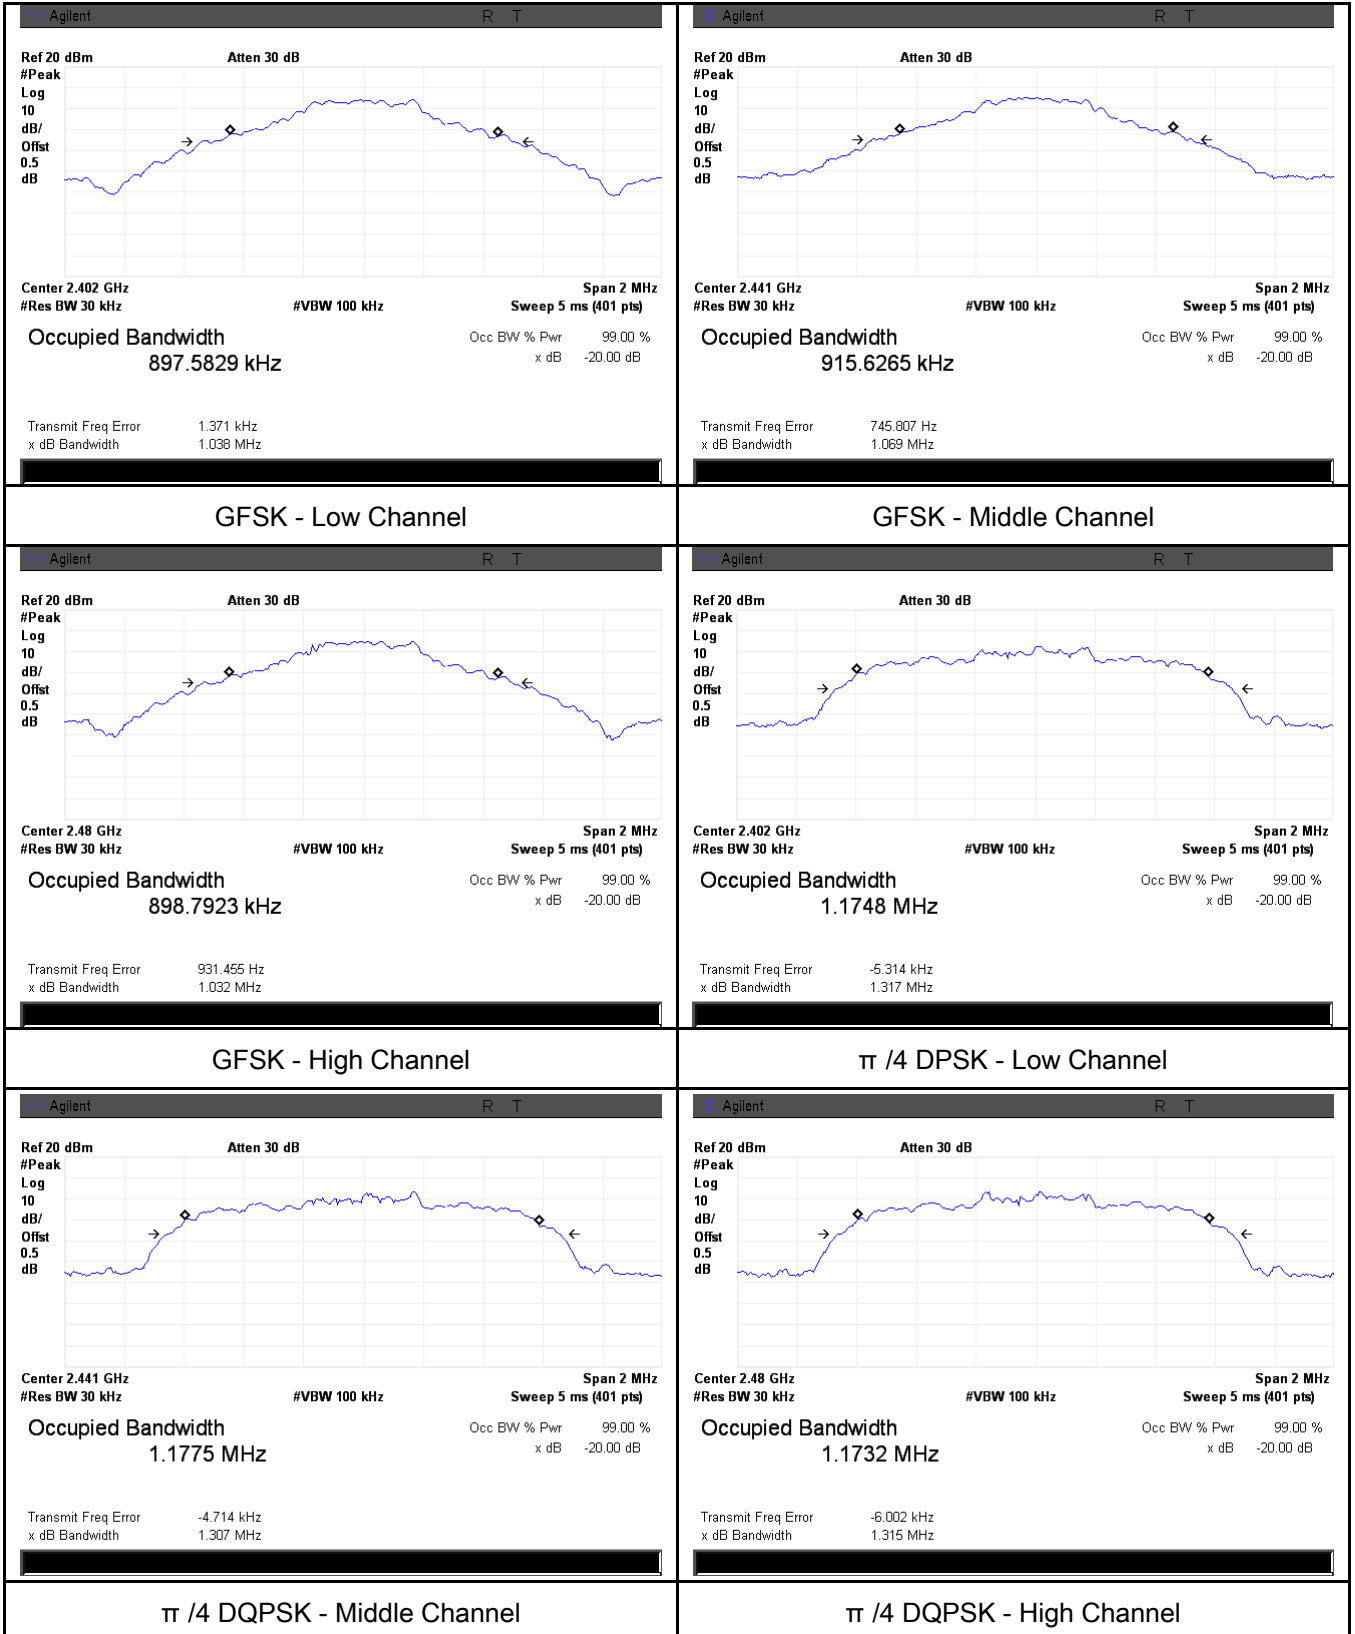 Agilent R T
Ref 20 dBm Atten 30 dB
#Peak
Log
10
dB/
Offst
0.5
dB
Center 2.402 GHz Span 2 MHz
#Res BW 30 kHz #VBW 100 kHz Sweep 5 ms (401 pts)
Occupied Bandwidth Occ BW % Pwr 99.00 %
897.5829 kHz x dB -20.00 dB
Transmit Freq Error 1.371 kHz
x dB Bandwidth 1.038 MHz
GFSK - Low Channel
Agilent R T
Ref 20 dBm Atten 30 dB
#Peak
Log
10
dB/
Offst
0.5
dB
Center 2.441 GHz Span 2 MHz
#Res BW 30 kHz #VBW 100 kHz Sweep 5 ms (401 pts)
Occupied Bandwidth Occ BW % Pwr 99.00 %
915.6265 kHz x dB -20.00 dB
Transmit Freq Error 745.807 Hz
x dB Bandwidth 1.069 MHz
GFSK - Middle Channel
Agilent R T
Ref 20 dBm Atten 30 dB
#Peak
Log
10
dB/
Offst
0.5
dB
Center 2.48 GHz Span 2 MHz
#Res BW 30 kHz #VBW 100 kHz Sweep 5 ms (401 pts)
Occupied Bandwidth Occ BW % Pwr 99.00 %
898.7923 kHz x dB -20.00 dB
Transmit Freq Error 931.455 Hz
x dB Bandwidth 1.032 MHz
GFSK - High Channel
Agilent R T
Ref 20 dBm Atten 30 dB
#Peak
Log
10
dB/
Offst
0.5
dB
Center 2.402 GHz Span 2 MHz
#Res BW 30 kHz #VBW 100 kHz Sweep 5 ms (401 pts)
Occupied Bandwidth Occ BW % Pwr 99.00 %
1.1748 MHz x dB -20.00 dB
Transmit Freq Error -5.314 kHz
x dB Bandwidth 1.317 MHz
π /4 DPSK - Low Channel
Agilent R T
Ref 20 dBm Atten 30 dB
#Peak
Log
10
dB/
Offst
0.5
dB
Center 2.441 GHz Span 2 MHz
#Res BW 30 kHz #VBW 100 kHz Sweep 5 ms (401 pts)
Occupied Bandwidth Occ BW % Pwr 99.00 %
1.1775 MHz x dB -20.00 dB
Transmit Freq Error -4.714 kHz
x dB Bandwidth 1.307 MHz
π /4 DQPSK - Middle Channel
Agilent R T
Ref 20 dBm Atten 30 dB
#Peak
Log
10
dB/
Offst
0.5
dB
Center 2.48 GHz Span 2 MHz
#Res BW 30 kHz #VBW 100 kHz Sweep 5 ms (401 pts)
Occupied Bandwidth Occ BW % Pwr 99.00 %
1.1732 MHz x dB -20.00 dB
Transmit Freq Error -6.002 kHz
x dB Bandwidth 1.315 MHz
π /4 DQPSK - High Channel